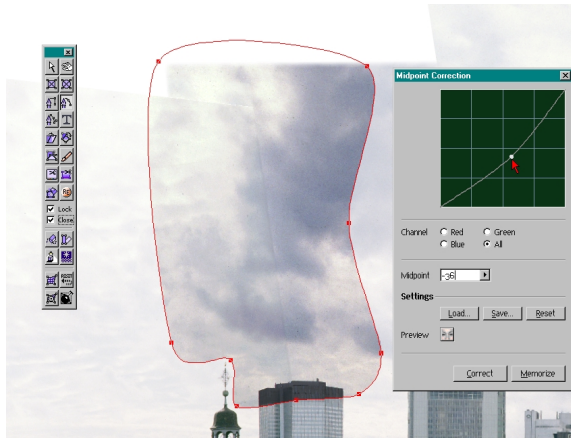 Midpoint Correction
Channel
Red
Green
Blue
All
Midpoint
-36
Settings
Load...
Save...
Reset
Preview
Correct
Memorize
Lock
Close